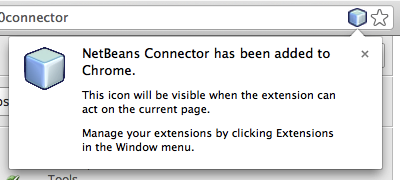 0connector
NetBeans Connector has been added to
Chrome.
This icon will be visible when the extension can
act on the current page.
Manage your extensions by clicking Extensions
in the Window menu.
Tools